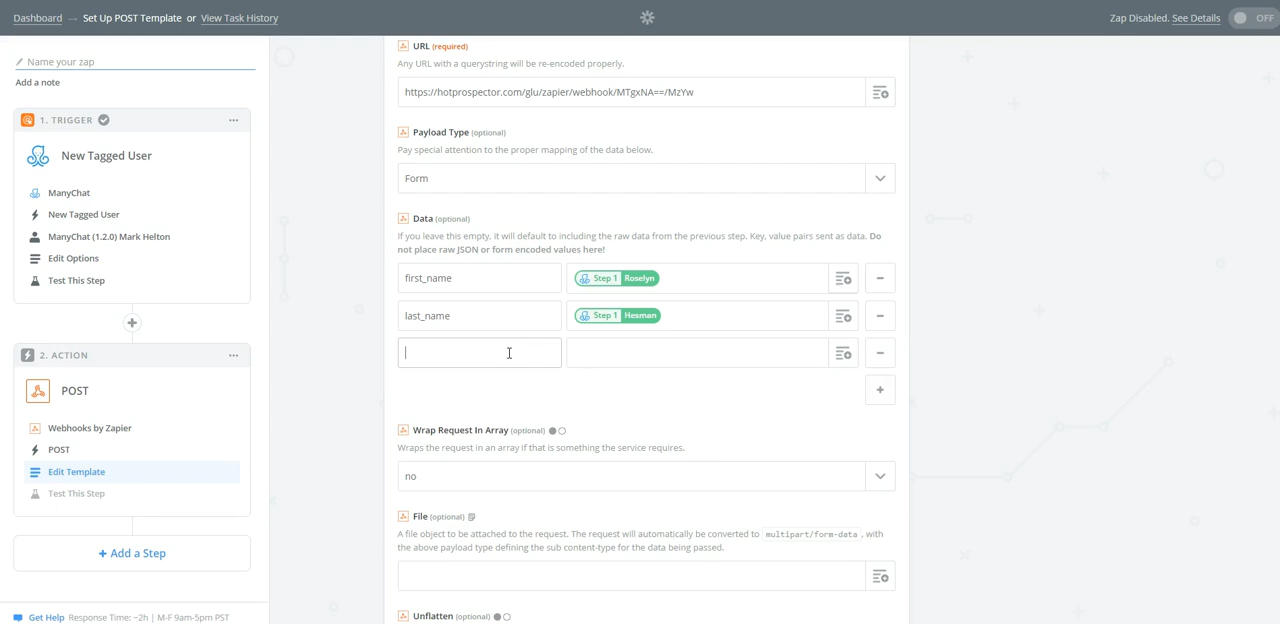 Dashboard → Set Up POST Template or View Task History
Zap Disabled. See Details OFF
Name your zap
Add a note
1. TRIGGER
New Tagged User
ManyChat
New Tagged User
ManyChat (1.2.0) Mark Helton
Edit Options
Test This Step
2. ACTION
POST
Webhooks by Zapier
POST
Edit Template
Test This Step
+ Add a Step
Get Help Response Time: ~2h | M-F 9am-5pm PST
URL (required)
Any URL with a querystring will be re-encoded properly.
https://hotprospector.com/glu/zapier/webhook/MTgxNA==/MzYw
Payload Type (optional)
Pay special attention to the proper mapping of the data below.
Form
Data (optional)
If you leave this empty, it will default to including the raw data from the previous step. Key, value pairs sent as data. Do
not place raw JSON or form encoded values here!
first_name Step 1 Roselyn
last_name Step 1 Hesman
Wrap Request In Array (optional)
Wraps the request in an array if that is something the service requires.
no
File (optional)
A file object to be attached to the request. The request will automatically be converted to multipart/form-data , with
the above payload type defining the sub content-type for the data being passed.
Unflatten (optional)